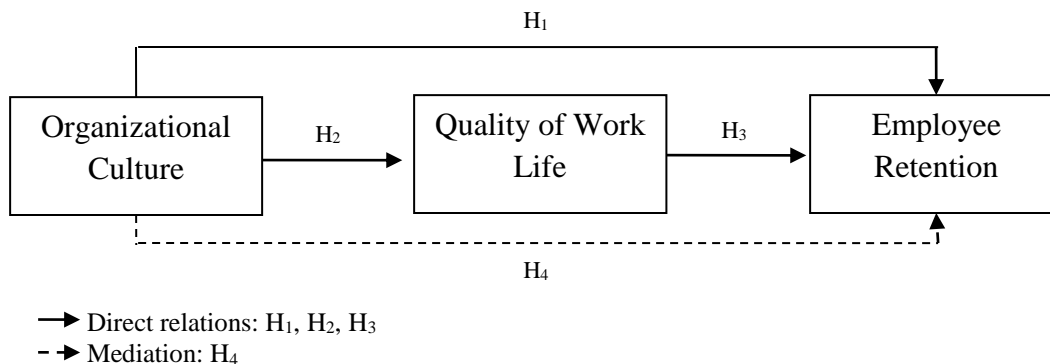 H₁
Organizational
Culture
H₂
Quality of Work
Life
H₃
Employee
Retention
H₄
Direct relations: H₁, H₂, H₃
Mediation: H₄